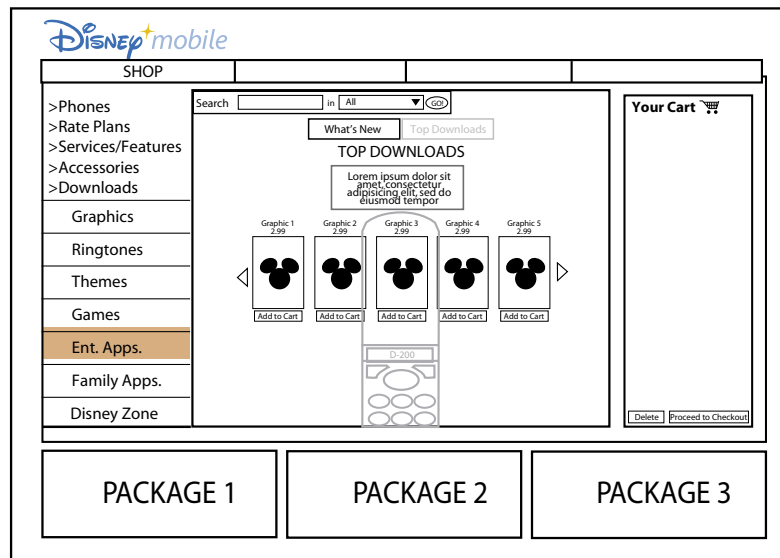 Disney mobile
SHOP
>Phones
>Rate Plans
>Services/Features
>Accessories
>Downloads
Graphics
Ringtones
Themes
Games
Ent. Apps.
Family Apps.
Disney Zone
Search in All GO!
What's New Top Downloads
TOP DOWNLOADS
Lorem ipsum dolor sit
amet, consectetur
adipisicing elit, sed do
eiusmod tempor
Graphic 1 Graphic 2 Graphic 3 Graphic 4 Graphic 5
2.99 2.99 2.99 2.99 2.99
Add to Cart Add to Cart Add to Cart Add to Cart Add to Cart
D-200
Your Cart
Delete Proceed to Checkout
PACKAGE 1 PACKAGE 2 PACKAGE 3